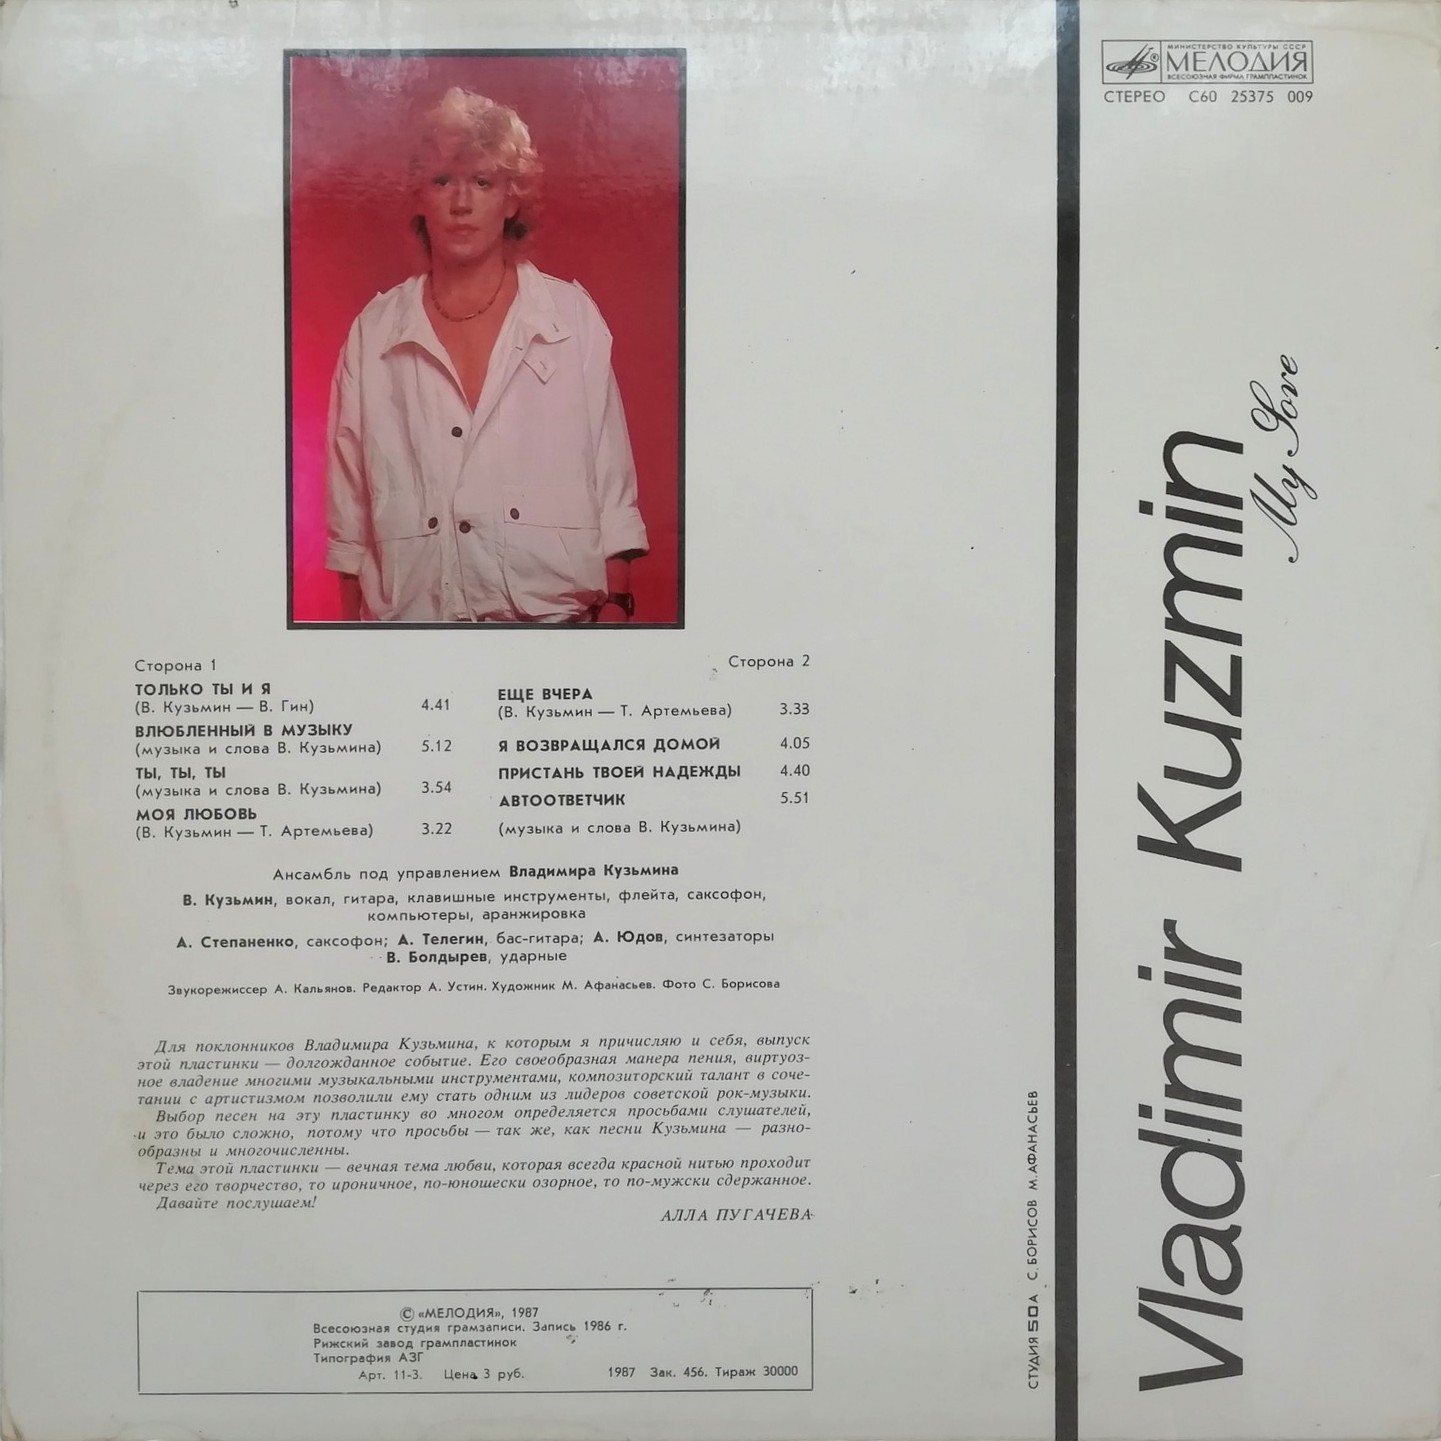 МИНИСТЕРСТВО КУЛЬТУРЫ СССР
МЕЛОДИЯ
ВСЕСОЮЗНАЯ ФИРМА ГРАМПЛАСТИНОК
СТЕРЕО С60 25375 009
Vladimir Kuzmin
My Love
Сторона 1
ТОЛЬКО ТЫ И Я
(В. Кузьмин — В. Гин) 4.41
ВЛЮБЛЕННЫЙ В МУЗЫКУ
(музыка и слова В. Кузьмина) 5.12
ТЫ, ТЫ, ТЫ
(музыка и слова В. Кузьмина) 3.54
МОЯ ЛЮБОВЬ
(В. Кузьмин — Т. Артемьева) 3.22
Сторона 2
ЕЩЕ ВЧЕРА
(В. Кузьмин — Т. Артемьева) 3.33
Я ВОЗВРАЩАЛСЯ ДОМОЙ 4.05
ПРИСТАНЬ ТВОЕЙ НАДЕЖДЫ 4.40
АВТООТВЕТЧИК 5.51
(музыка и слова В. Кузьмина)
Ансамбль под управлением Владимира Кузьмина
В. Кузьмин, вокал, гитара, клавишные инструменты, флейта, саксофон,
компьютеры, аранжировка
А. Степаненко, саксофон; А. Телегин, бас-гитара; А. Юдов, синтезаторы
В. Болдырев, ударные
Звукорежиссер А. Кальянов. Редактор А. Устин. Художник М. Афанасьев. Фото С. Борисова
Для поклонников Владимира Кузьмина, к которым я причисляю и себя, выпуск
этой пластинки — долгожданное событие. Его своеобразная манера пения, виртуоз-
ное владение многими музыкальными инструментами, композиторский талант в соче-
тании с артистизмом позволили ему стать одним из лидеров советской рок-музыки.
Выбор песен на эту пластинку во многом определяется просьбами слушателей,
и это было сложно, потому что просьбы — так же, как песни Кузьмина — разно-
образны и многочисленны.
Тема этой пластинки — вечная тема любви, которая всегда красной нитью проходит
через его творчество, то ироничное, по-юношески озорное, то по-мужски сдержанное.
Давайте послушаем!
АЛЛА ПУГАЧЕВА
© «МЕЛОДИЯ», 1987
Всесоюзная студия грамзаписи. Запись 1986 г.
Рижский завод грампластинок
Типография АЗГ
Арт. 11-3. Цена 3 руб. 1987 Зак. 456. Тираж 30000
СТУДИЯ 50А С. БОРИСОВ М. АФАНАСЬЕВ